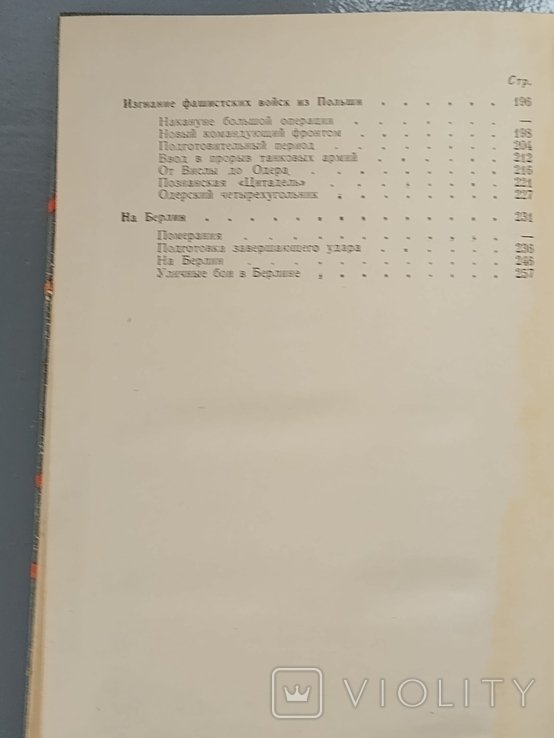 Стр.
Изгнание фашистских войск из Польши . . . . . . 196
Накануне большой операции . . . . . . . —
Новый командующий фронтом . . . . . . . 198
Подготовительный период . . . . . . . . 204
Ввод в прорыв танковых армий . . . . . . 212
От Вислы до Одера . . . . . . . . . 216
Познанская «Цитадель» . . . . . . . . 221
Одерский четырехугольник . . . . . . . . 227
На Берлин . . . . . . . . . . . . . . 231
Померания . . . . . . . . . . . . —
Подготовка завершающего удара . . . . . . 236
На Берлин . . . . . . . . . . . . 246
Уличные бои в Берлине . . . . . . . . 257
VIOLITY